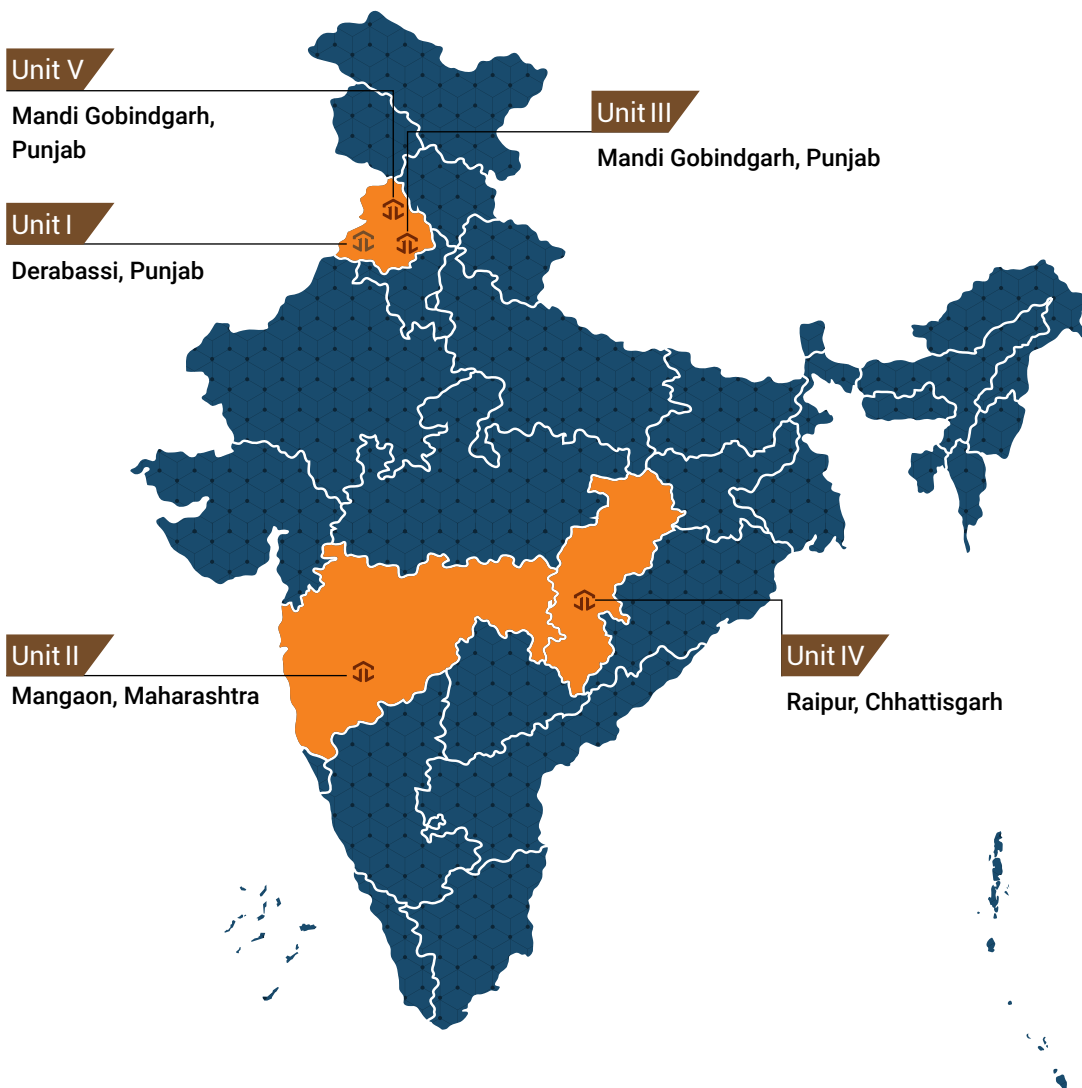 Unit V
Mandi Gobindgarh,
Punjab
Unit III
Mandi Gobindgarh, Punjab
Unit I
Derabassi, Punjab
Unit II
Mangaon, Maharashtra
Unit IV
Raipur, Chhattisgarh